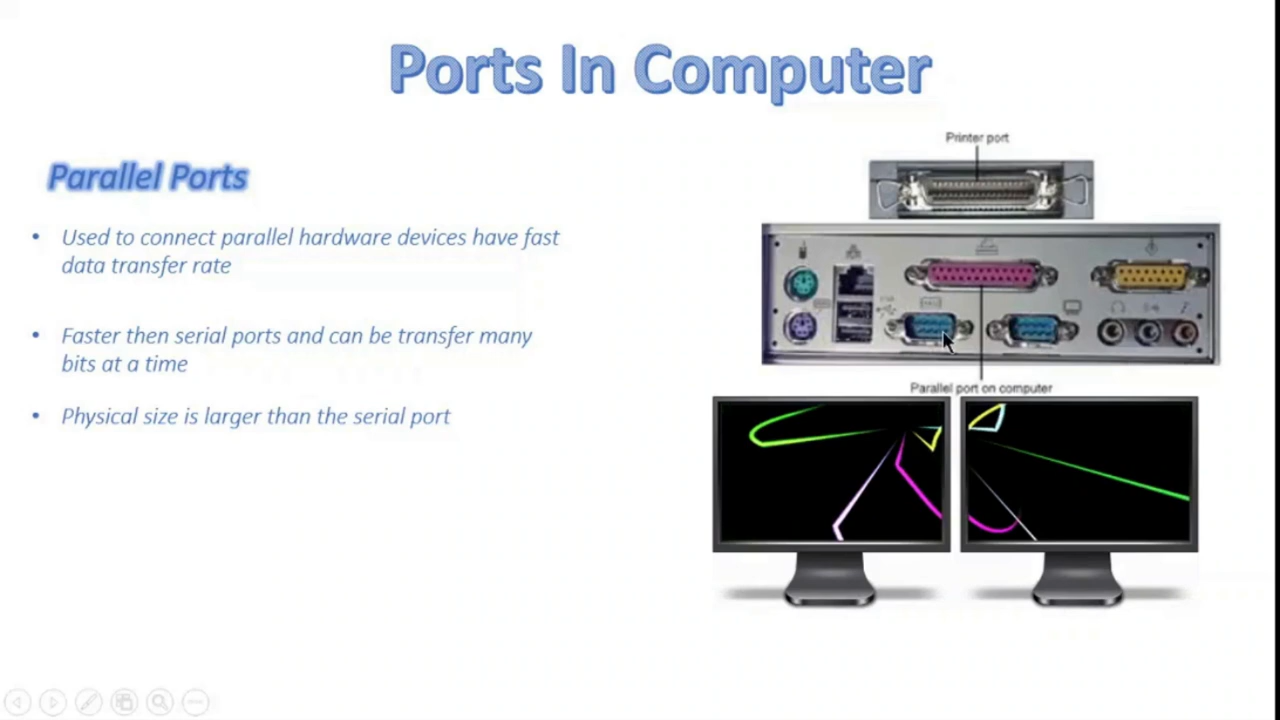 Ports In Computer
Parallel Ports
• Used to connect parallel hardware devices have fast
data transfer rate
• Faster then serial ports and can be transfer many
bits at a time
• Physical size is larger than the serial port
Printer port
Parallel port on computer